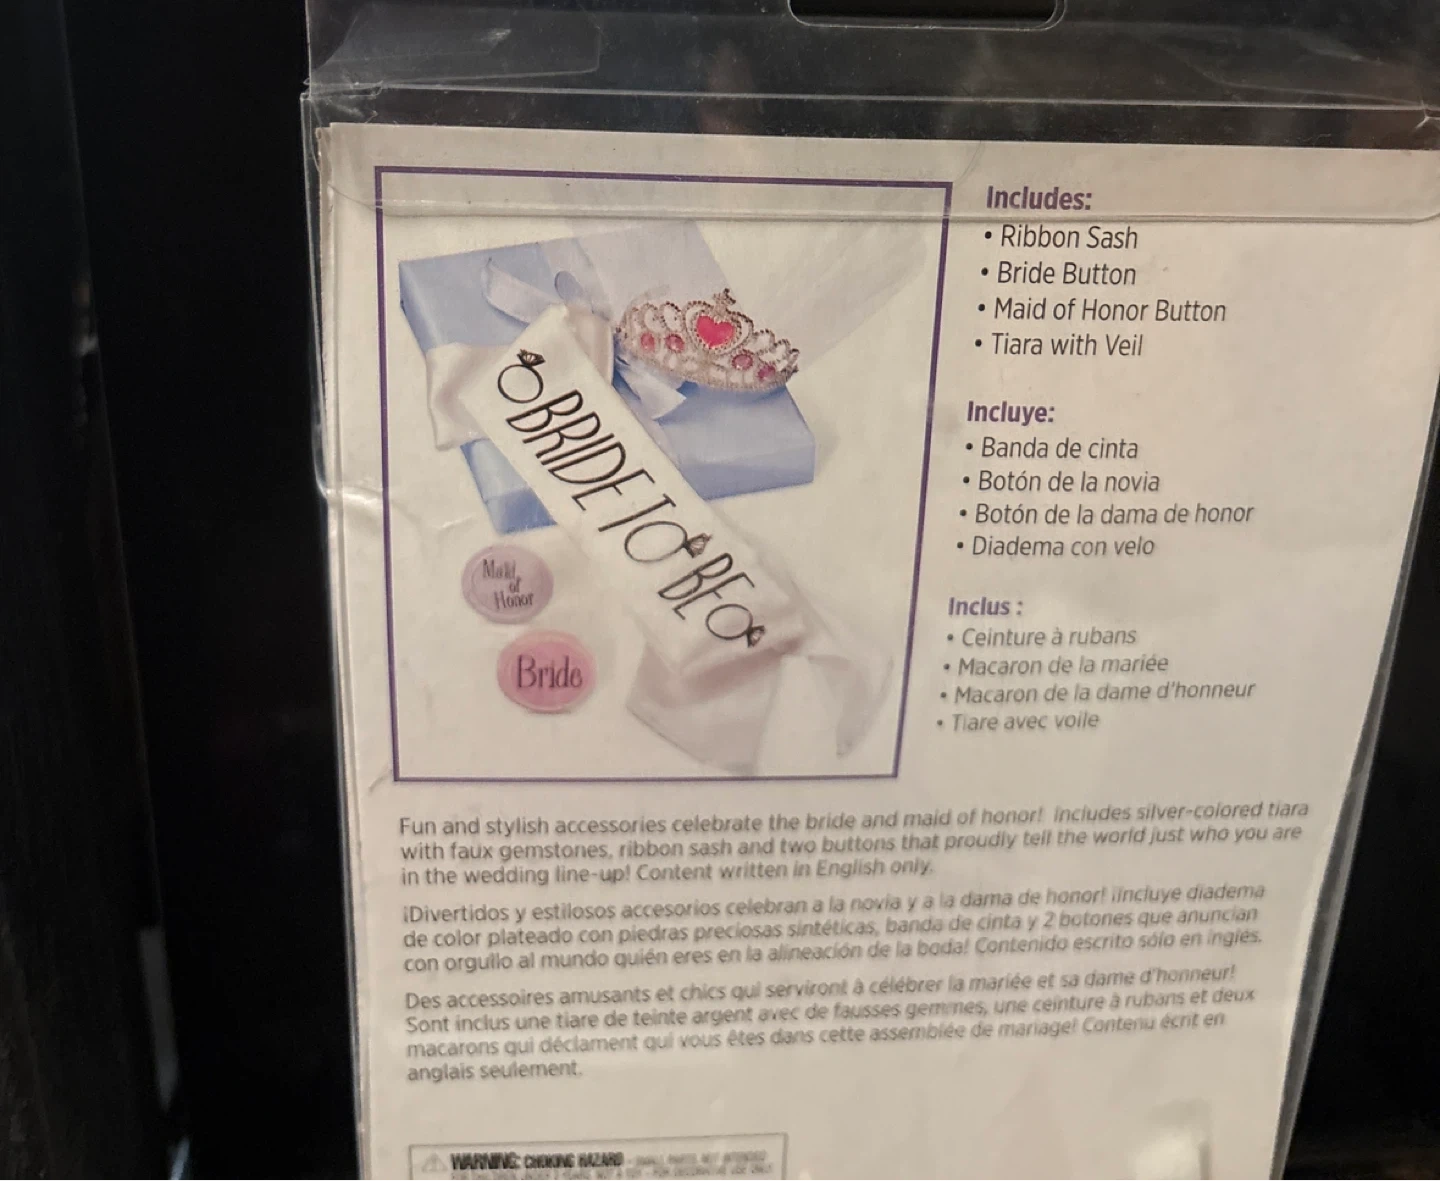 Includes:
• Ribbon Sash
• Bride Button
• Maid of Honor Button
• Tiara with Veil
Incluye:
• Banda de cinta
• Botón de la novia
• Botón de la dama de honor
• Diadema con velo
Inclus :
• Ceinture à rubans
• Macaron de la mariée
• Macaron de la dame d'honneur
• Tiare avec voile
BRIDE TO BE
Maid
of
Honor
Bride
Fun and stylish accessories celebrate the bride and maid of honor! Includes silver-colored tiara
with faux gemstones, ribbon sash and two buttons that proudly tell the world just who you are
in the wedding line-up! Content written in English only.
¡Divertidos y estilosos accesorios celebran a la novia y a la dama de honor! ¡Incluye diadema
de color plateado con piedras preciosas sintéticas, banda de cinta y 2 botones que anuncian
con orgullo al mundo quién eres en la alineación de la boda! Contenido escrito sólo en inglés.
Des accessoires amusants et chics qui serviront à célébrer la mariée et sa dame d'honneur!
Sont inclus une tiare de teinte argent avec de fausses gemmes, une ceinture à rubans et deux
macarons qui déclament qui vous êtes dans cette assemblée de mariage! Contenu écrit en
anglais seulement.
WARNING: CHOKING HAZARD